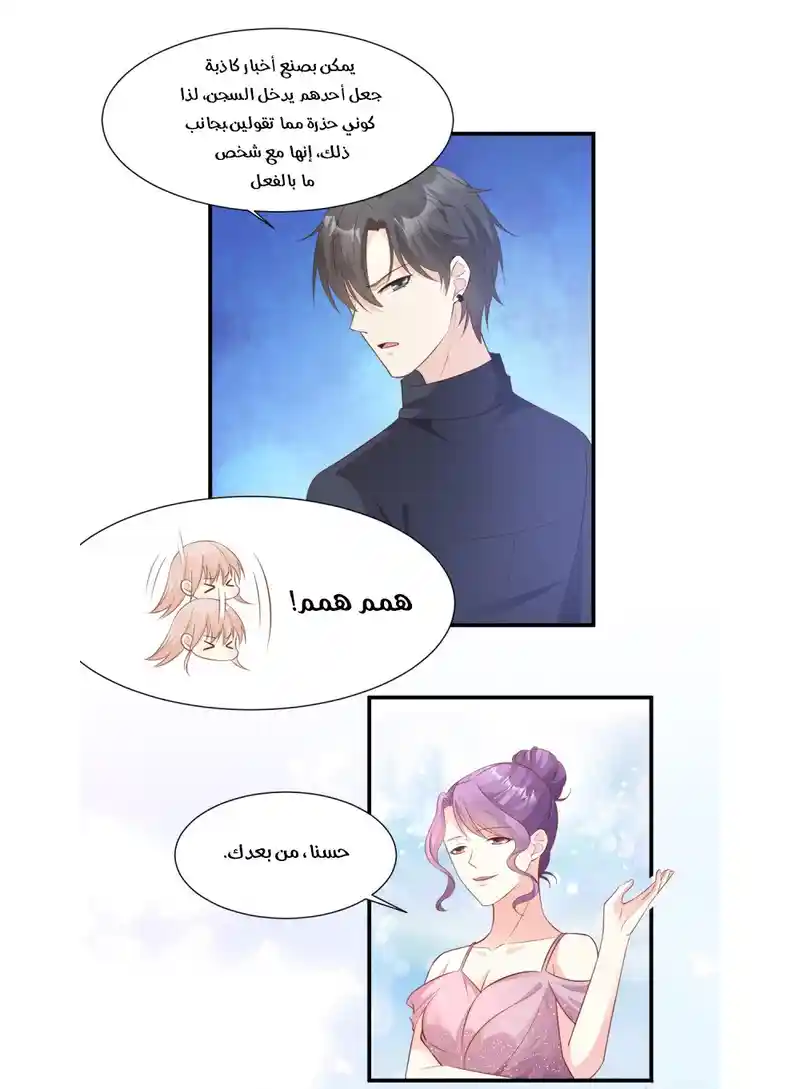 يمكن بصنع أخبار كاذبة
جعل أحدهم يدخل السجن، لذا
كوني حذرة مما تقولين،بجانب
ذلك، إنها مع شخص
ما بالفعل
همم همم!
حسنا، من بعدك.